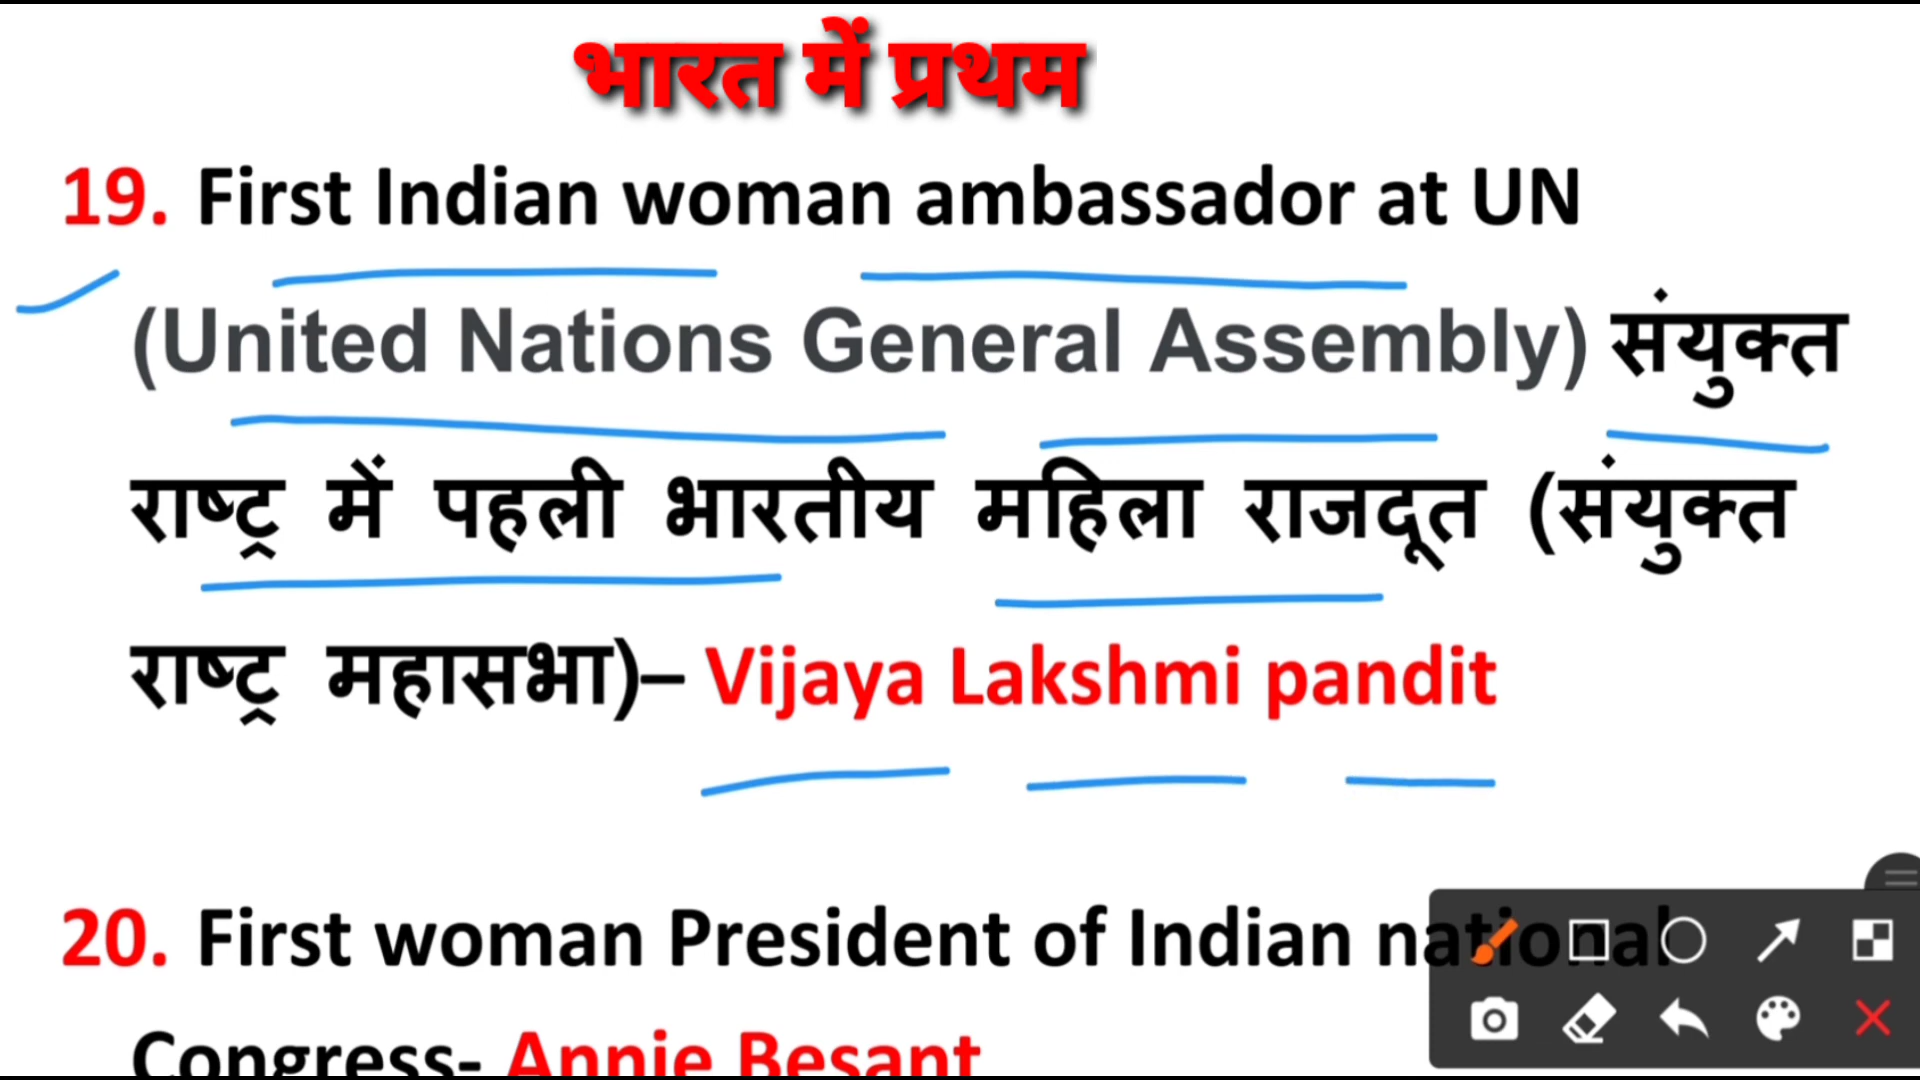 भारत में प्रथम
19. First Indian woman ambassador at UN
(United Nations General Assembly) संयुक्त
राष्ट्र में पहली भारतीय महिला राजदूत (संयुक्त
राष्ट्र महासभा)– Vijaya Lakshmi pandit
20. First woman President of Indian national
Congress- Annie Besant